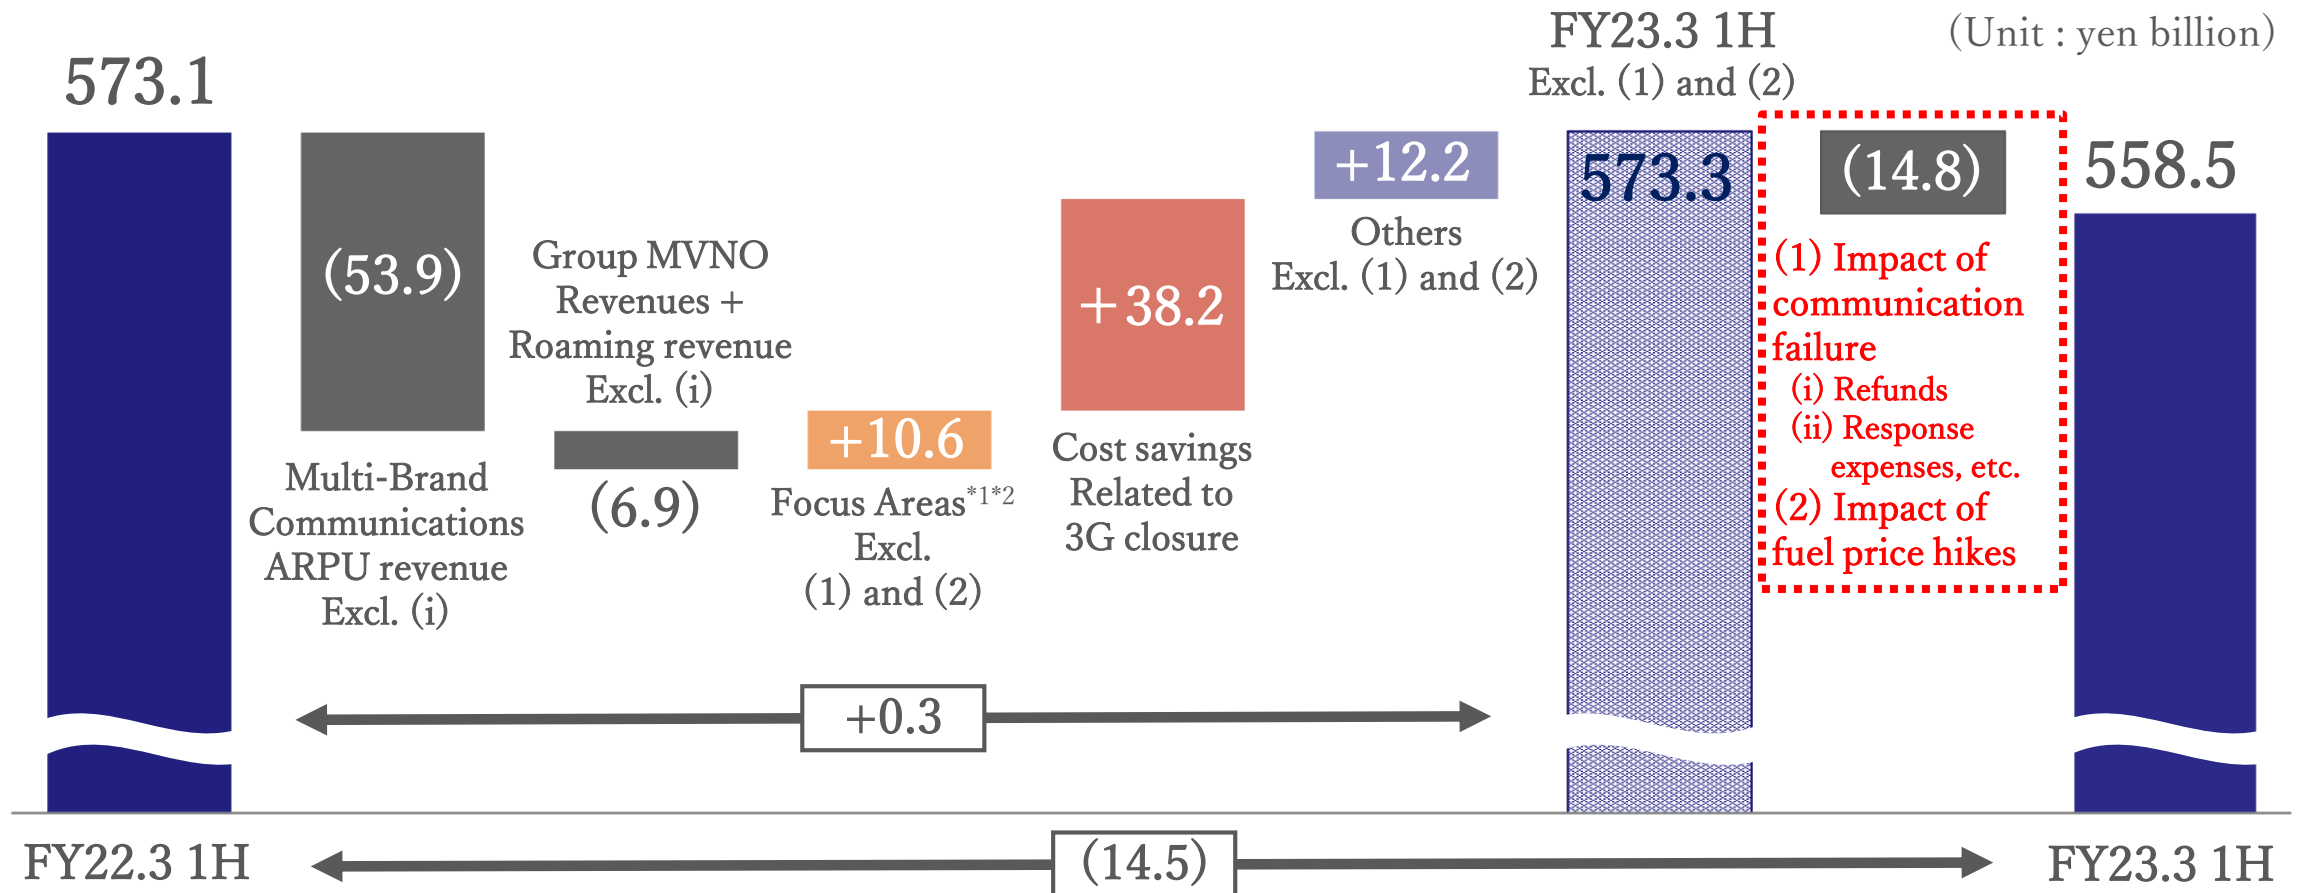 573.1
FY23.3 1H
Excl. (1) and (2)
(Unit : yen billion)
(53.9)
Multi-Brand
Communications
ARPU revenue
Excl. (i)
Group MVNO
Revenues +
Roaming revenue
Excl. (i)
(6.9)
+10.6
Focus Areas*1*2
Excl.
(1) and (2)
+38.2
Cost savings
Related to
3G closure
+12.2
Others
Excl. (1) and (2)
573.3
(14.8)
(1) Impact of
communication
failure
(i) Refunds
(ii) Response
expenses, etc.
(2) Impact of
fuel price hikes
558.5
+0.3
FY22.3 1H
(14.5)
FY23.3 1H